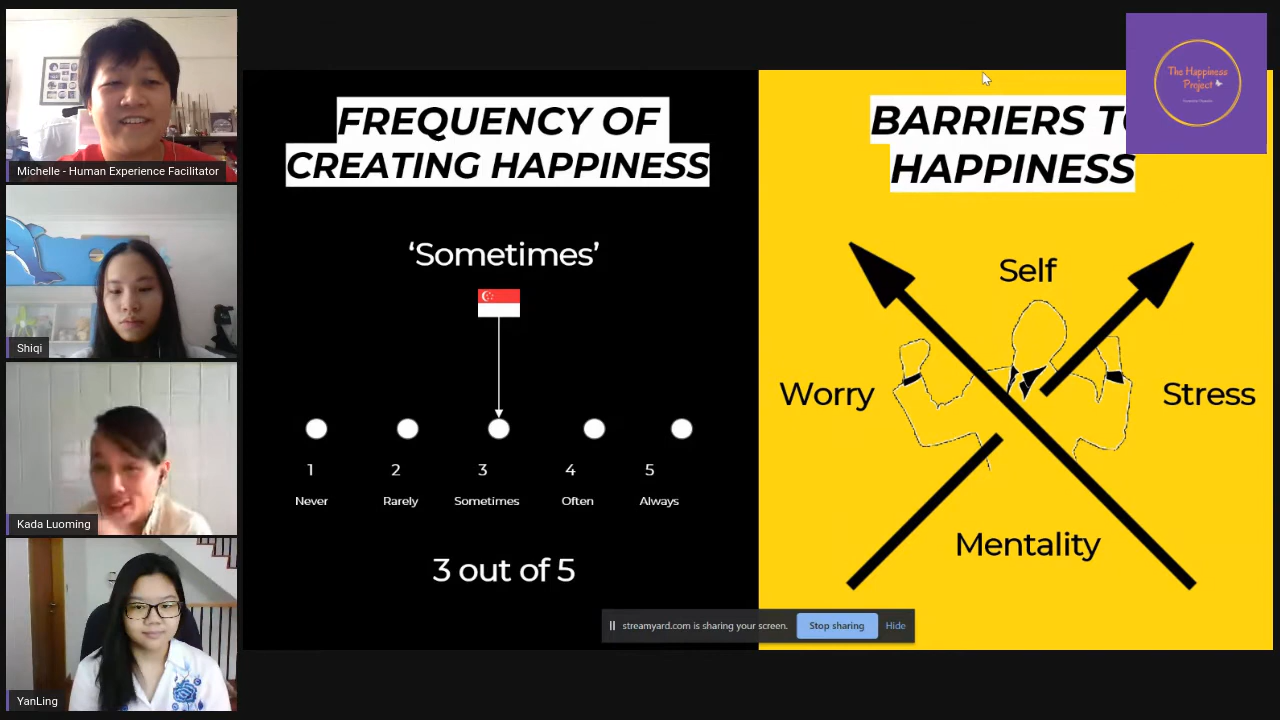 Michelle - Human Experience Facilitator
Shiqi
Kada Luoming
YanLing
FREQUENCY OF
CREATING HAPPINESS
‘Sometimes’
1 2 3 4 5
Never Rarely Sometimes Often Always
3 out of 5
BARRIERS TO
HAPPINESS
Self
Worry
Stress
Mentality
The Happiness
Project
streamyard.com is sharing your screen. Stop sharing Hide